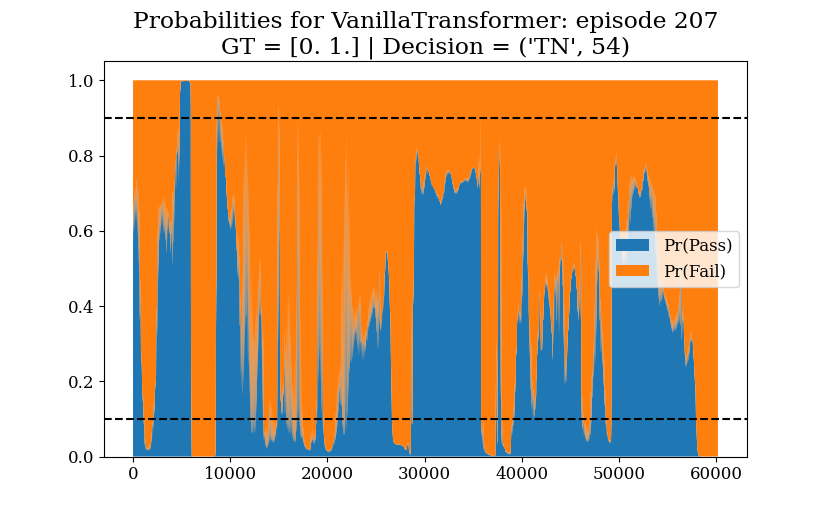 Probabilities for VanillaTransformer: episode 207
GT = [0. 1.] | Decision = ('TN', 54)
1.0
0.8
0.6
0.4
0.2
0.0
Pr(Pass)
Pr(Fail)
0 10000 20000 30000 40000 50000 60000